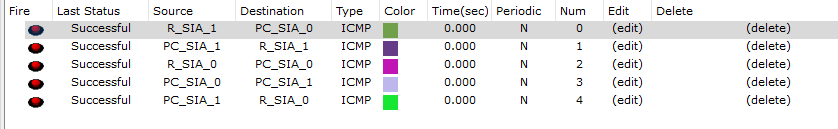 Fire Last Status Source Destination Type Color Time(sec) Periodic Num Edit Delete
Successful R_SIA_1 PC_SIA_0 ICMP 0.000 N 0 (edit) (delete)
Successful PC_SIA_1 R_SIA_1 ICMP 0.000 N 1 (edit) (delete)
Successful R_SIA_0 PC_SIA_0 ICMP 0.000 N 2 (edit) (delete)
Successful PC_SIA_0 PC_SIA_1 ICMP 0.000 N 3 (edit) (delete)
Successful PC_SIA_1 R_SIA_0 ICMP 0.000 N 4 (edit) (delete)